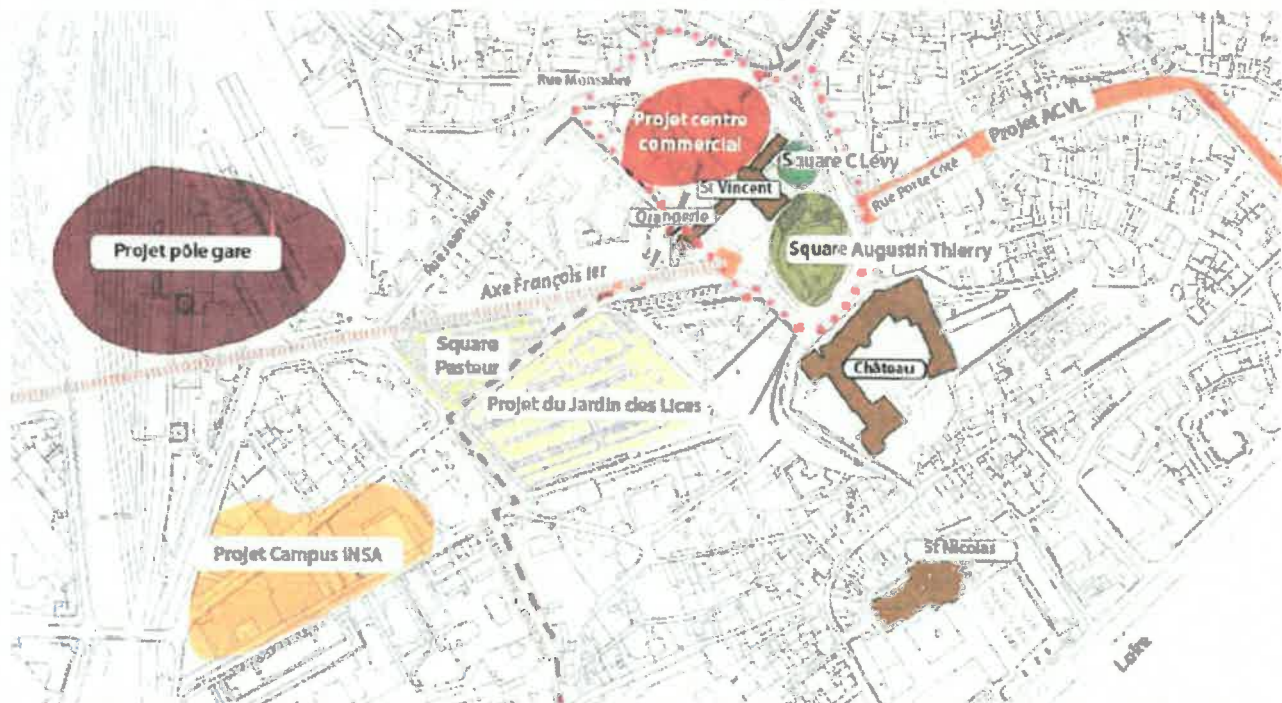 Rue Monsabre
Projet centre
commercial
Square C Lévy
St Vincent
Orangerie
Projet ACVL
Rue Porte Coté
Projet pôle gare
Rue Jean Moulin
Axe François Ier
Square Augustin Thierry
Square
Pasteur
Projet du Jardin des Lices
Château
Projet Campus INSA
St Nicolas
Loire